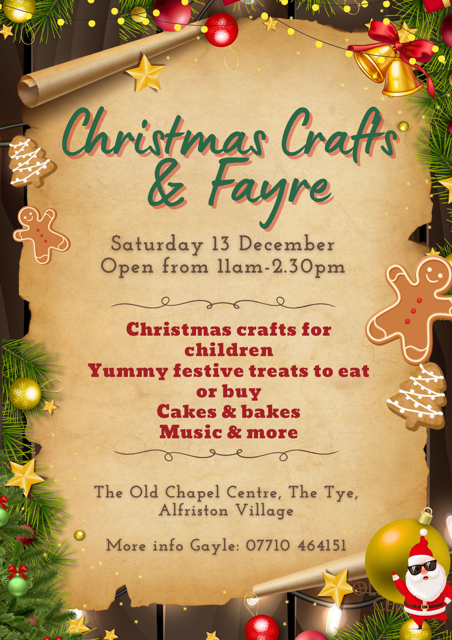 Christmas Crafts
& Fayre
Saturday 13 December
Open from 11am-2.30pm
Christmas crafts for
children
Yummy festive treats to eat
or buy
Cakes & bakes
Music & more
The Old Chapel Centre, The Tye,
Alfriston Village
More info Gayle: 07710 464151